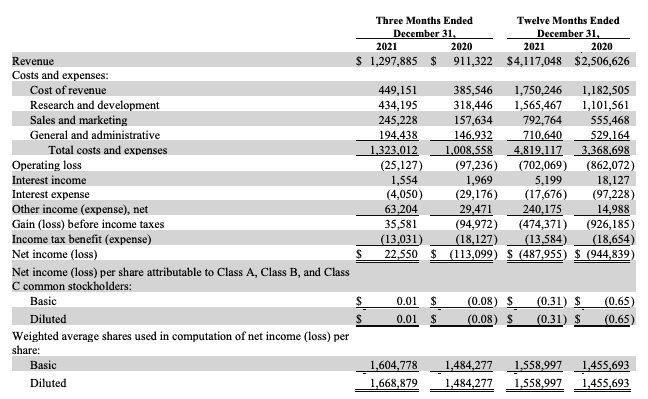 Three Months Ended Twelve Months Ended
December 31, December 31,
2021 2020 2021 2020
Revenue $ 1,297,885 $ 911,322 $4,117,048 $2,506,626
Costs and expenses:
Cost of revenue 449,151 385,546 1,750,246 1,182,505
Research and development 434,195 318,446 1,565,467 1,101,561
Sales and marketing 245,228 157,634 792,764 555,468
General and administrative 194,438 146,932 710,640 529,164
Total costs and expenses 1,323,012 1,008,558 4,819,117 3,368,698
Operating loss (25,127) (97,236) (702,069) (862,072)
Interest income 1,554 1,969 5,199 18,127
Interest expense (4,050) (29,176) (17,676) (97,228)
Other income (expense), net 63,204 29,471 240,175 14,988
Gain (loss) before income taxes 35,581 (94,972) (474,371) (926,185)
Income tax benefit (expense) (13,031) (18,127) (13,584) (18,654)
Net income (loss) $ 22,550 $ (113,099) $ (487,955) $ (944,839)
Net income (loss) per share attributable to Class A, Class B, and Class
C common stockholders:
Basic $ 0.01 $ (0.08) $ (0.31) $ (0.65)
Diluted $ 0.01 $ (0.08) $ (0.31) $ (0.65)
Weighted average shares used in computation of net income (loss) per
share:
Basic 1,604,778 1,484,277 1,558,997 1,455,693
Diluted 1,668,879 1,484,277 1,558,997 1,455,693